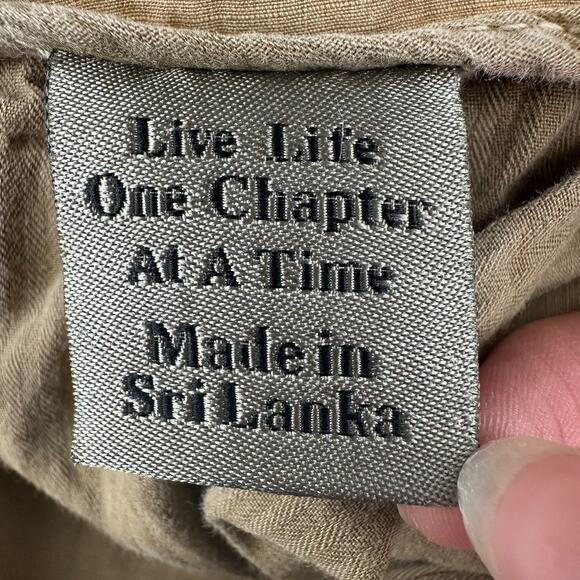 Live Life
One Chapter
At A Time
Made in
Sri Lanka